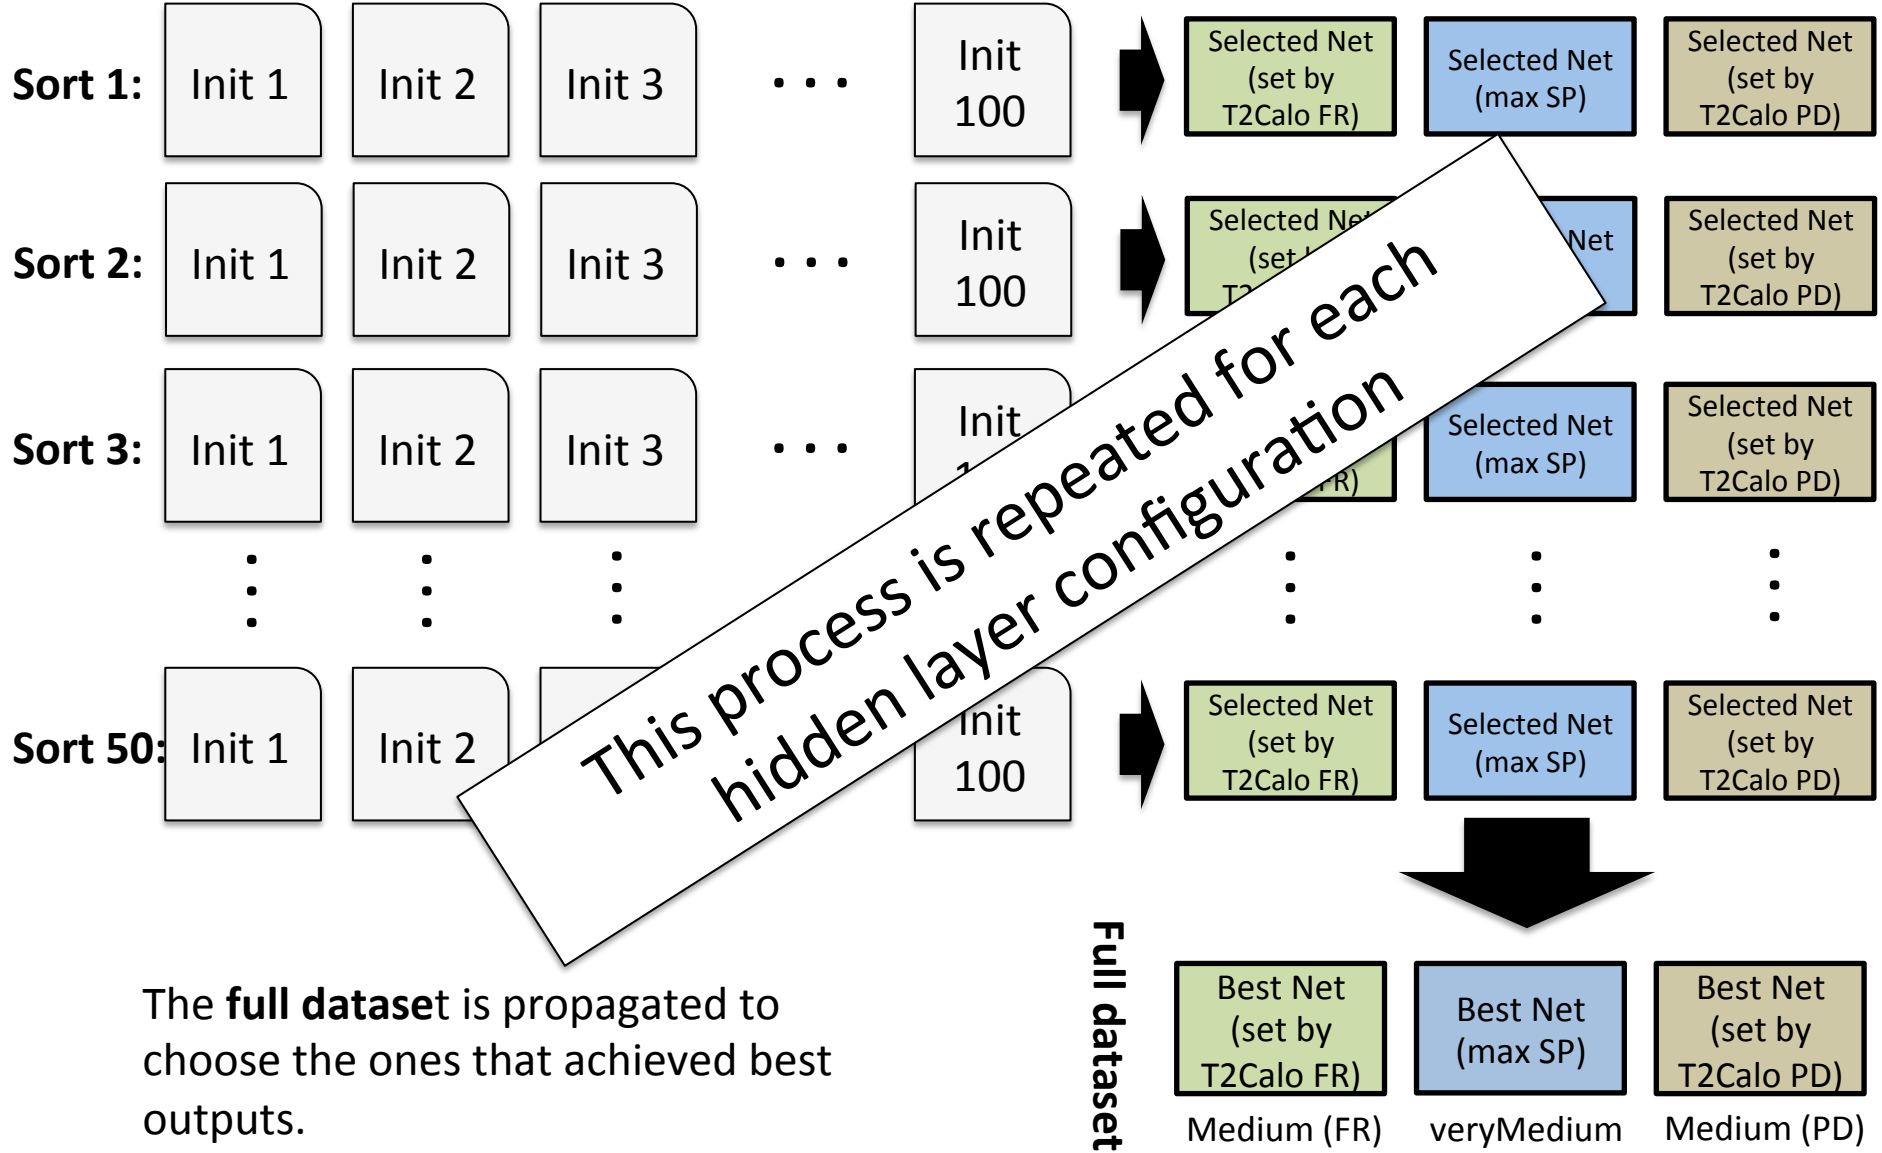 Sort 1:
Init 1
Init 2
Init 3
. . .
Init
100
Selected Net
(set by
T2Calo FR)
Selected Net
(max SP)
Selected Net
(set by
T2Calo PD)
Sort 2:
Init 1
Init 2
Init 3
. . .
Init
100
Selected
Net
Selected Net
(set by
T2Calo PD)
Sort 3:
Init 1
Init 2
Init 3
. . .
Init
FR)
Selected Net
(max SP)
Selected Net
(set by
T2Calo PD)
This process is repeated for each
hidden layer configuration
Sort 50:
Init 1
Init 2
Init
100
Selected Net
(set by
T2Calo FR)
Selected Net
(max SP)
Selected Net
(set by
T2Calo PD)
Full dataset
Best Net
(set by
T2Calo FR)
Best Net
(max SP)
Best Net
(set by
T2Calo PD)
Medium (FR)
veryMedium
Medium (PD)
The full dataset is propagated to
choose the ones that achieved best
outputs.